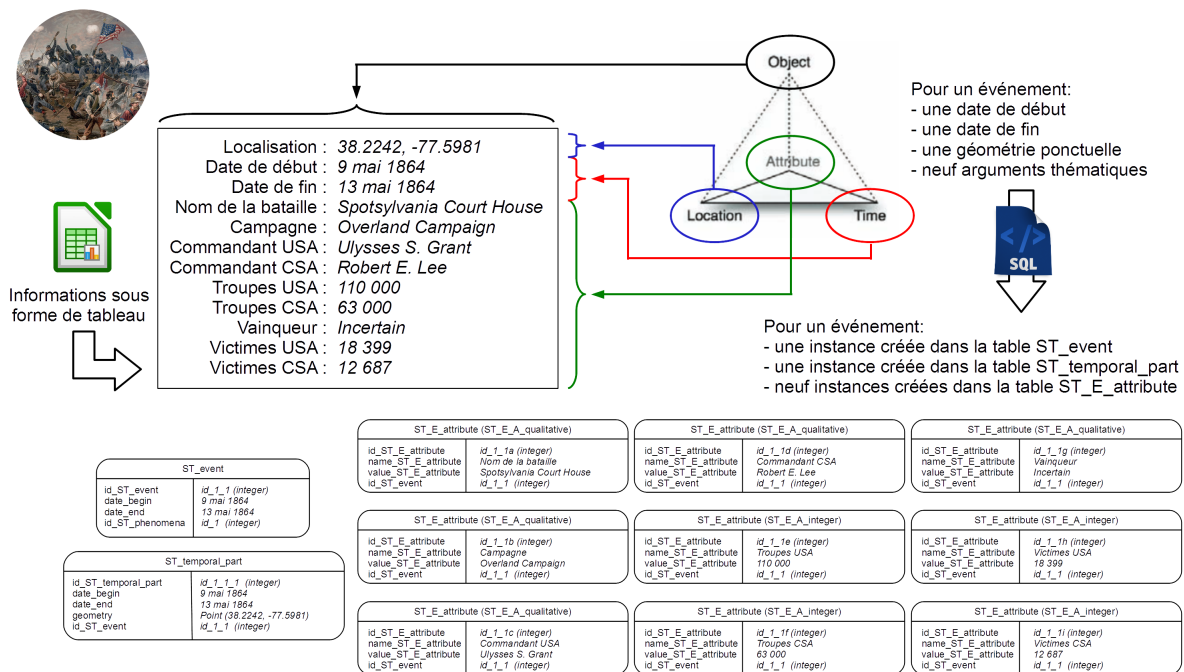 Object
Attribute
Location
Time
Pour un événement:
- une date de début
- une date de fin
- une géométrie ponctuelle
- neuf arguments thématiques
Localisation : 38.2242, -77.5981
Date de début : 9 mai 1864
Date de fin : 13 mai 1864
Nom de la bataille : Spotsylvania Court House
Campagne : Overland Campaign
Commandant USA : Ulysses S. Grant
Commandant CSA : Robert E. Lee
Troupes USA : 110 000
Troupes CSA : 63 000
Vainqueur : Incertain
Victimes USA : 18 399
Victimes CSA : 12 687
Informations sous
forme de tableau
</>
SQL
Pour un événement:
- une instance créée dans la table ST_event
- une instance créée dans la table ST_temporal_part
- neuf instances créées dans la table ST_E_attribute
ST_event
id_ST_event id_1_1 (integer)
date_begin 9 mai 1864
date_end 13 mai 1864
id_ST_phenomena id_1 (integer)
ST_temporal_part
id_ST_temporal_part id_1_1_1 (integer)
date_begin 9 mai 1864
date_end 13 mai 1864
geometry Point (38.2242, -77.5981)
id_ST_event id_1_1 (integer)
ST_E_attribute (ST_E_A_qualitative)
id_ST_E_attribute id_1_1a (integer)
name_ST_E_attribute Nom de la bataille
value_ST_E_attribute Spotsylvania Court House
id_ST_event id_1_1 (integer)
ST_E_attribute (ST_E_A_qualitative)
id_ST_E_attribute id_1_1d (integer)
name_ST_E_attribute Commandant CSA
value_ST_E_attribute Robert E. Lee
id_ST_event id_1_1 (integer)
ST_E_attribute (ST_E_A_qualitative)
id_ST_E_attribute id_1_1g (integer)
name_ST_E_attribute Vainqueur
value_ST_E_attribute Incertain
id_ST_event id_1_1 (integer)
ST_E_attribute (ST_E_A_qualitative)
id_ST_E_attribute id_1_1b (integer)
name_ST_E_attribute Campagne
value_ST_E_attribute Overland Campaign
id_ST_event id_1_1 (integer)
ST_E_attribute (ST_E_A_integer)
id_ST_E_attribute id_1_1e (integer)
name_ST_E_attribute Troupes USA
value_ST_E_attribute 110 000
id_ST_event id_1_1 (integer)
ST_E_attribute (ST_E_A_integer)
id_ST_E_attribute id_1_1h (integer)
name_ST_E_attribute Victimes USA
value_ST_E_attribute 18 399
id_ST_event id_1_1 (integer)
ST_E_attribute (ST_E_A_qualitative)
id_ST_E_attribute id_1_1c (integer)
name_ST_E_attribute Commandant USA
value_ST_E_attribute Ulysses S. Grant
id_ST_event id_1_1 (integer)
ST_E_attribute (ST_E_A_integer)
id_ST_E_attribute id_1_1f (integer)
name_ST_E_attribute Troupes CSA
value_ST_E_attribute 63 000
id_ST_event id_1_1 (integer)
ST_E_attribute (ST_E_A_integer)
id_ST_E_attribute id_1_1i (integer)
name_ST_E_attribute Victimes CSA
value_ST_E_attribute 12 687
id_ST_event id_1_1 (integer)